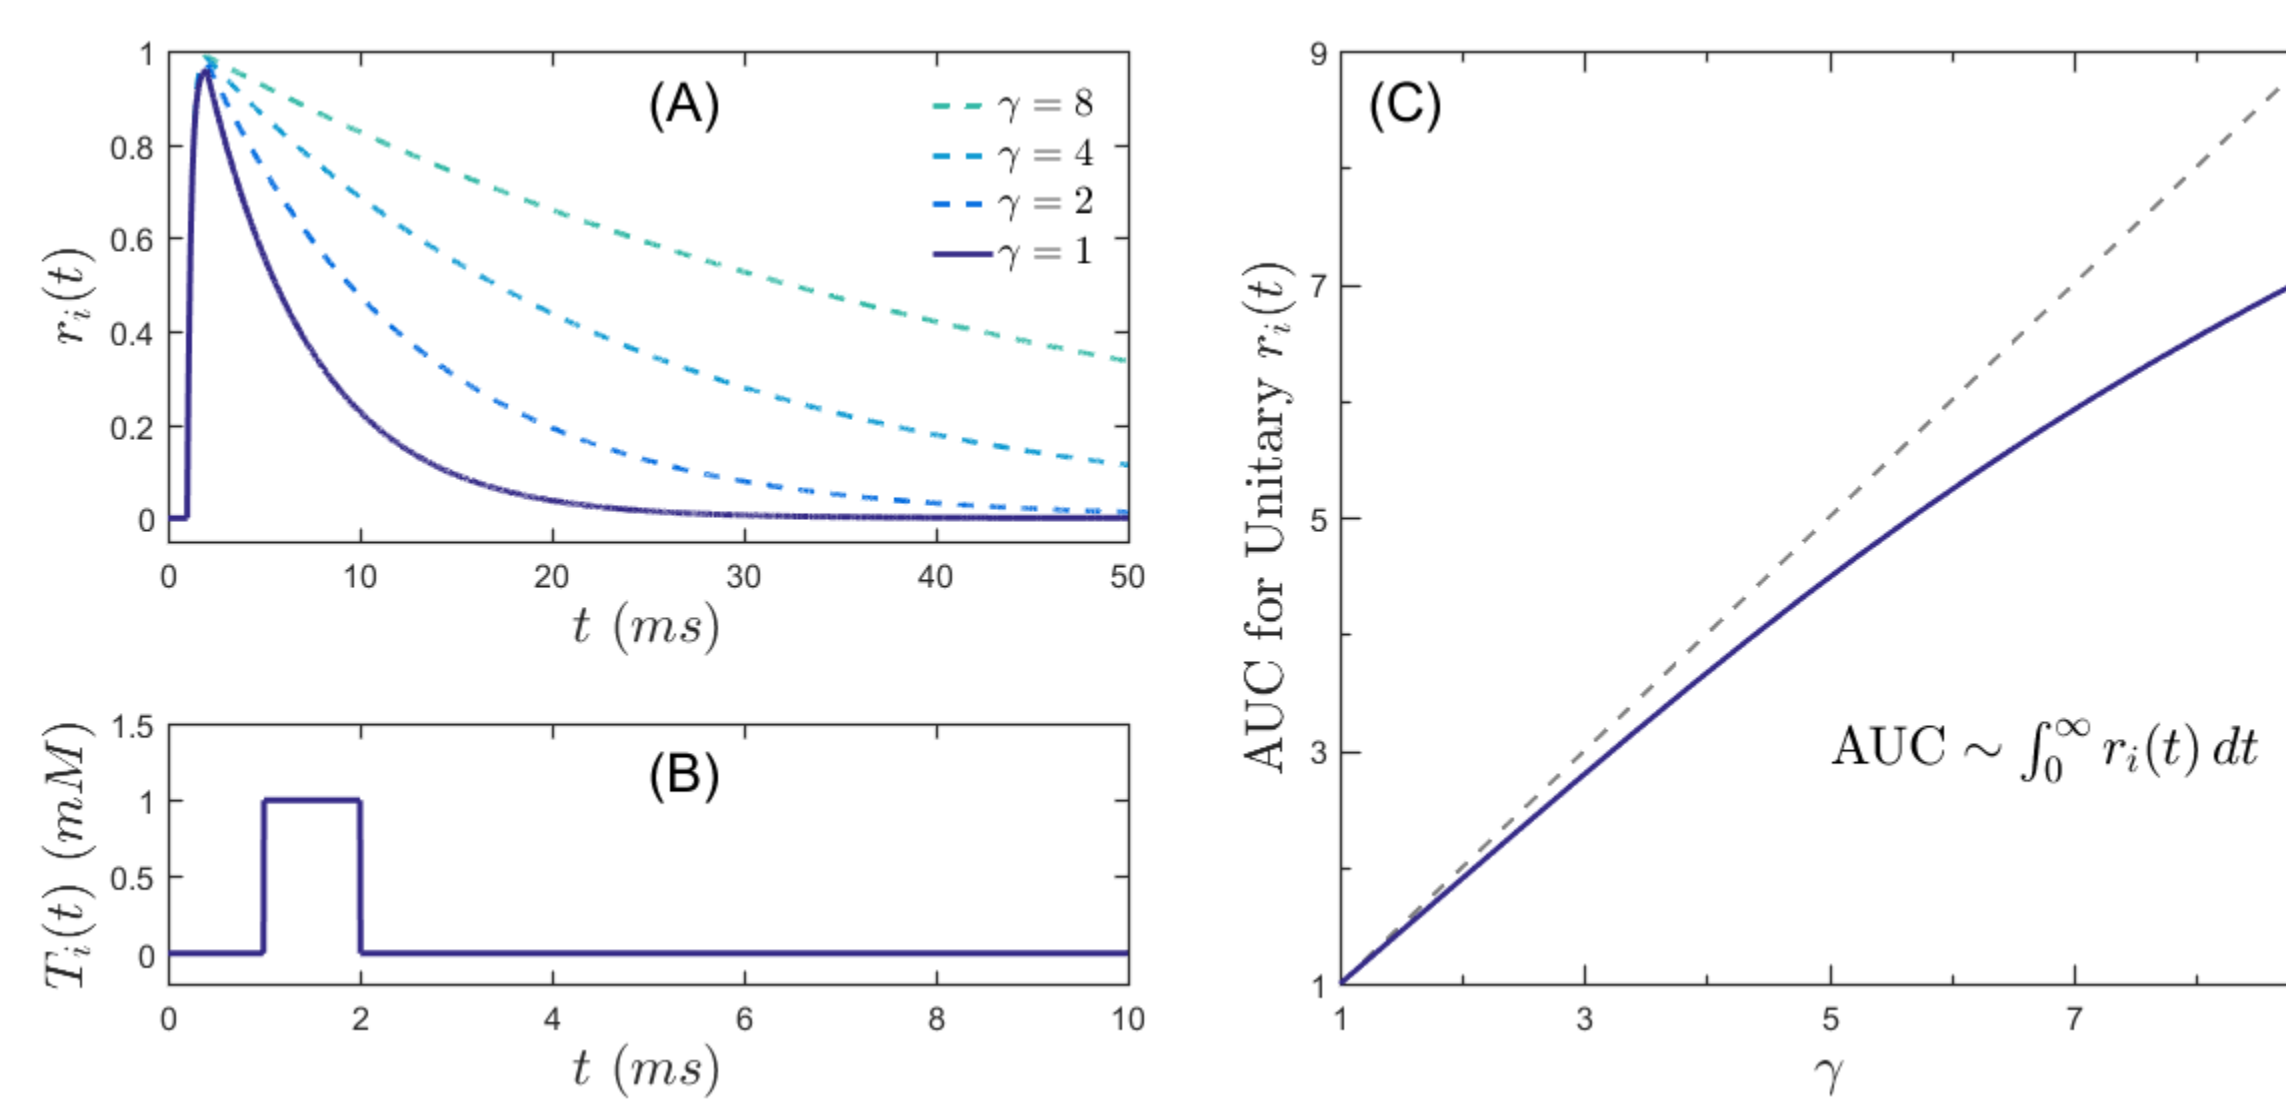 (A)
γ = 8
γ = 4
γ = 2
γ = 1
1
0.8
0.6
0.4
0.2
0
r_i(t)
0 10 20 30 40 50
t (ms)
(B)
1.5
1
0.5
0
T_i(t) (mM)
0 2 4 6 8 10
t (ms)
(C)
9
7
5
3
1
AUC for Unitary r_i(t)
AUC ∼ ∫_0^∞ r_i(t) dt
1 3 5 7
γ